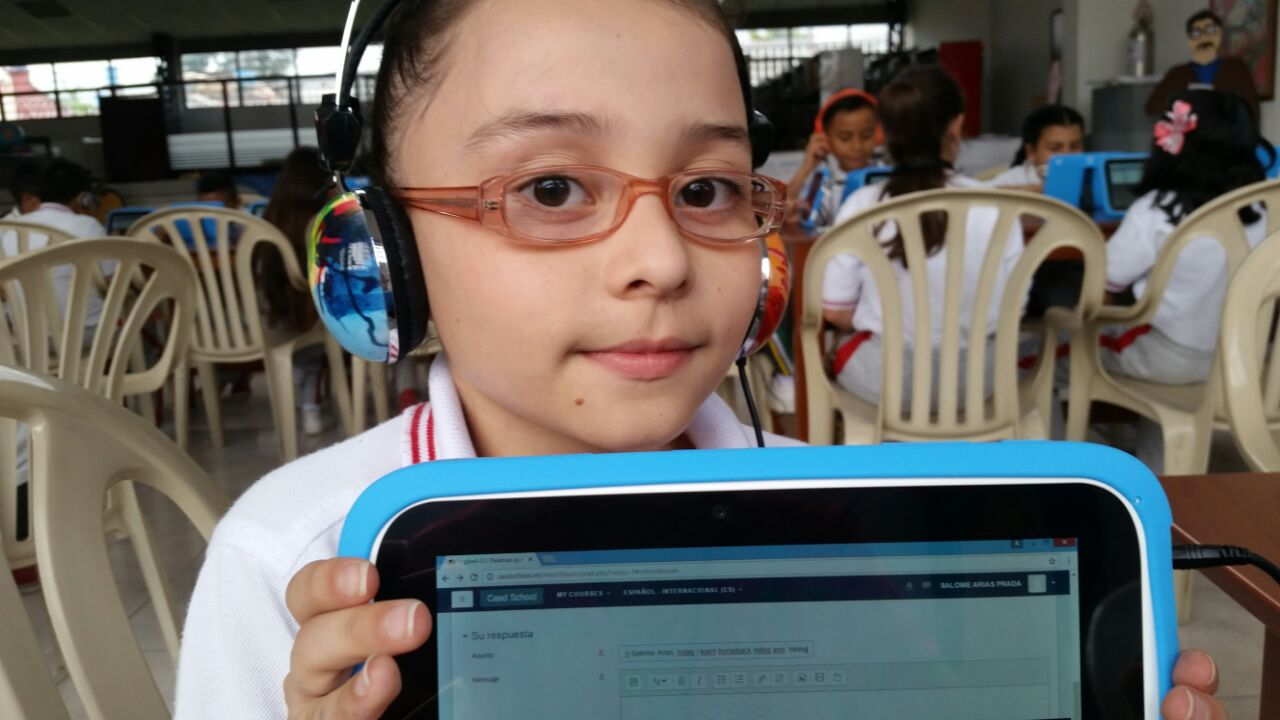 Casd School MY COURSES ESPAÑOL - INTERNACIONAL (ES) SALOME ARIAS PRADA
Su respuesta
Asunto
y Salome Arias. today i learn horseback riding and hiking
Mensaje
B I